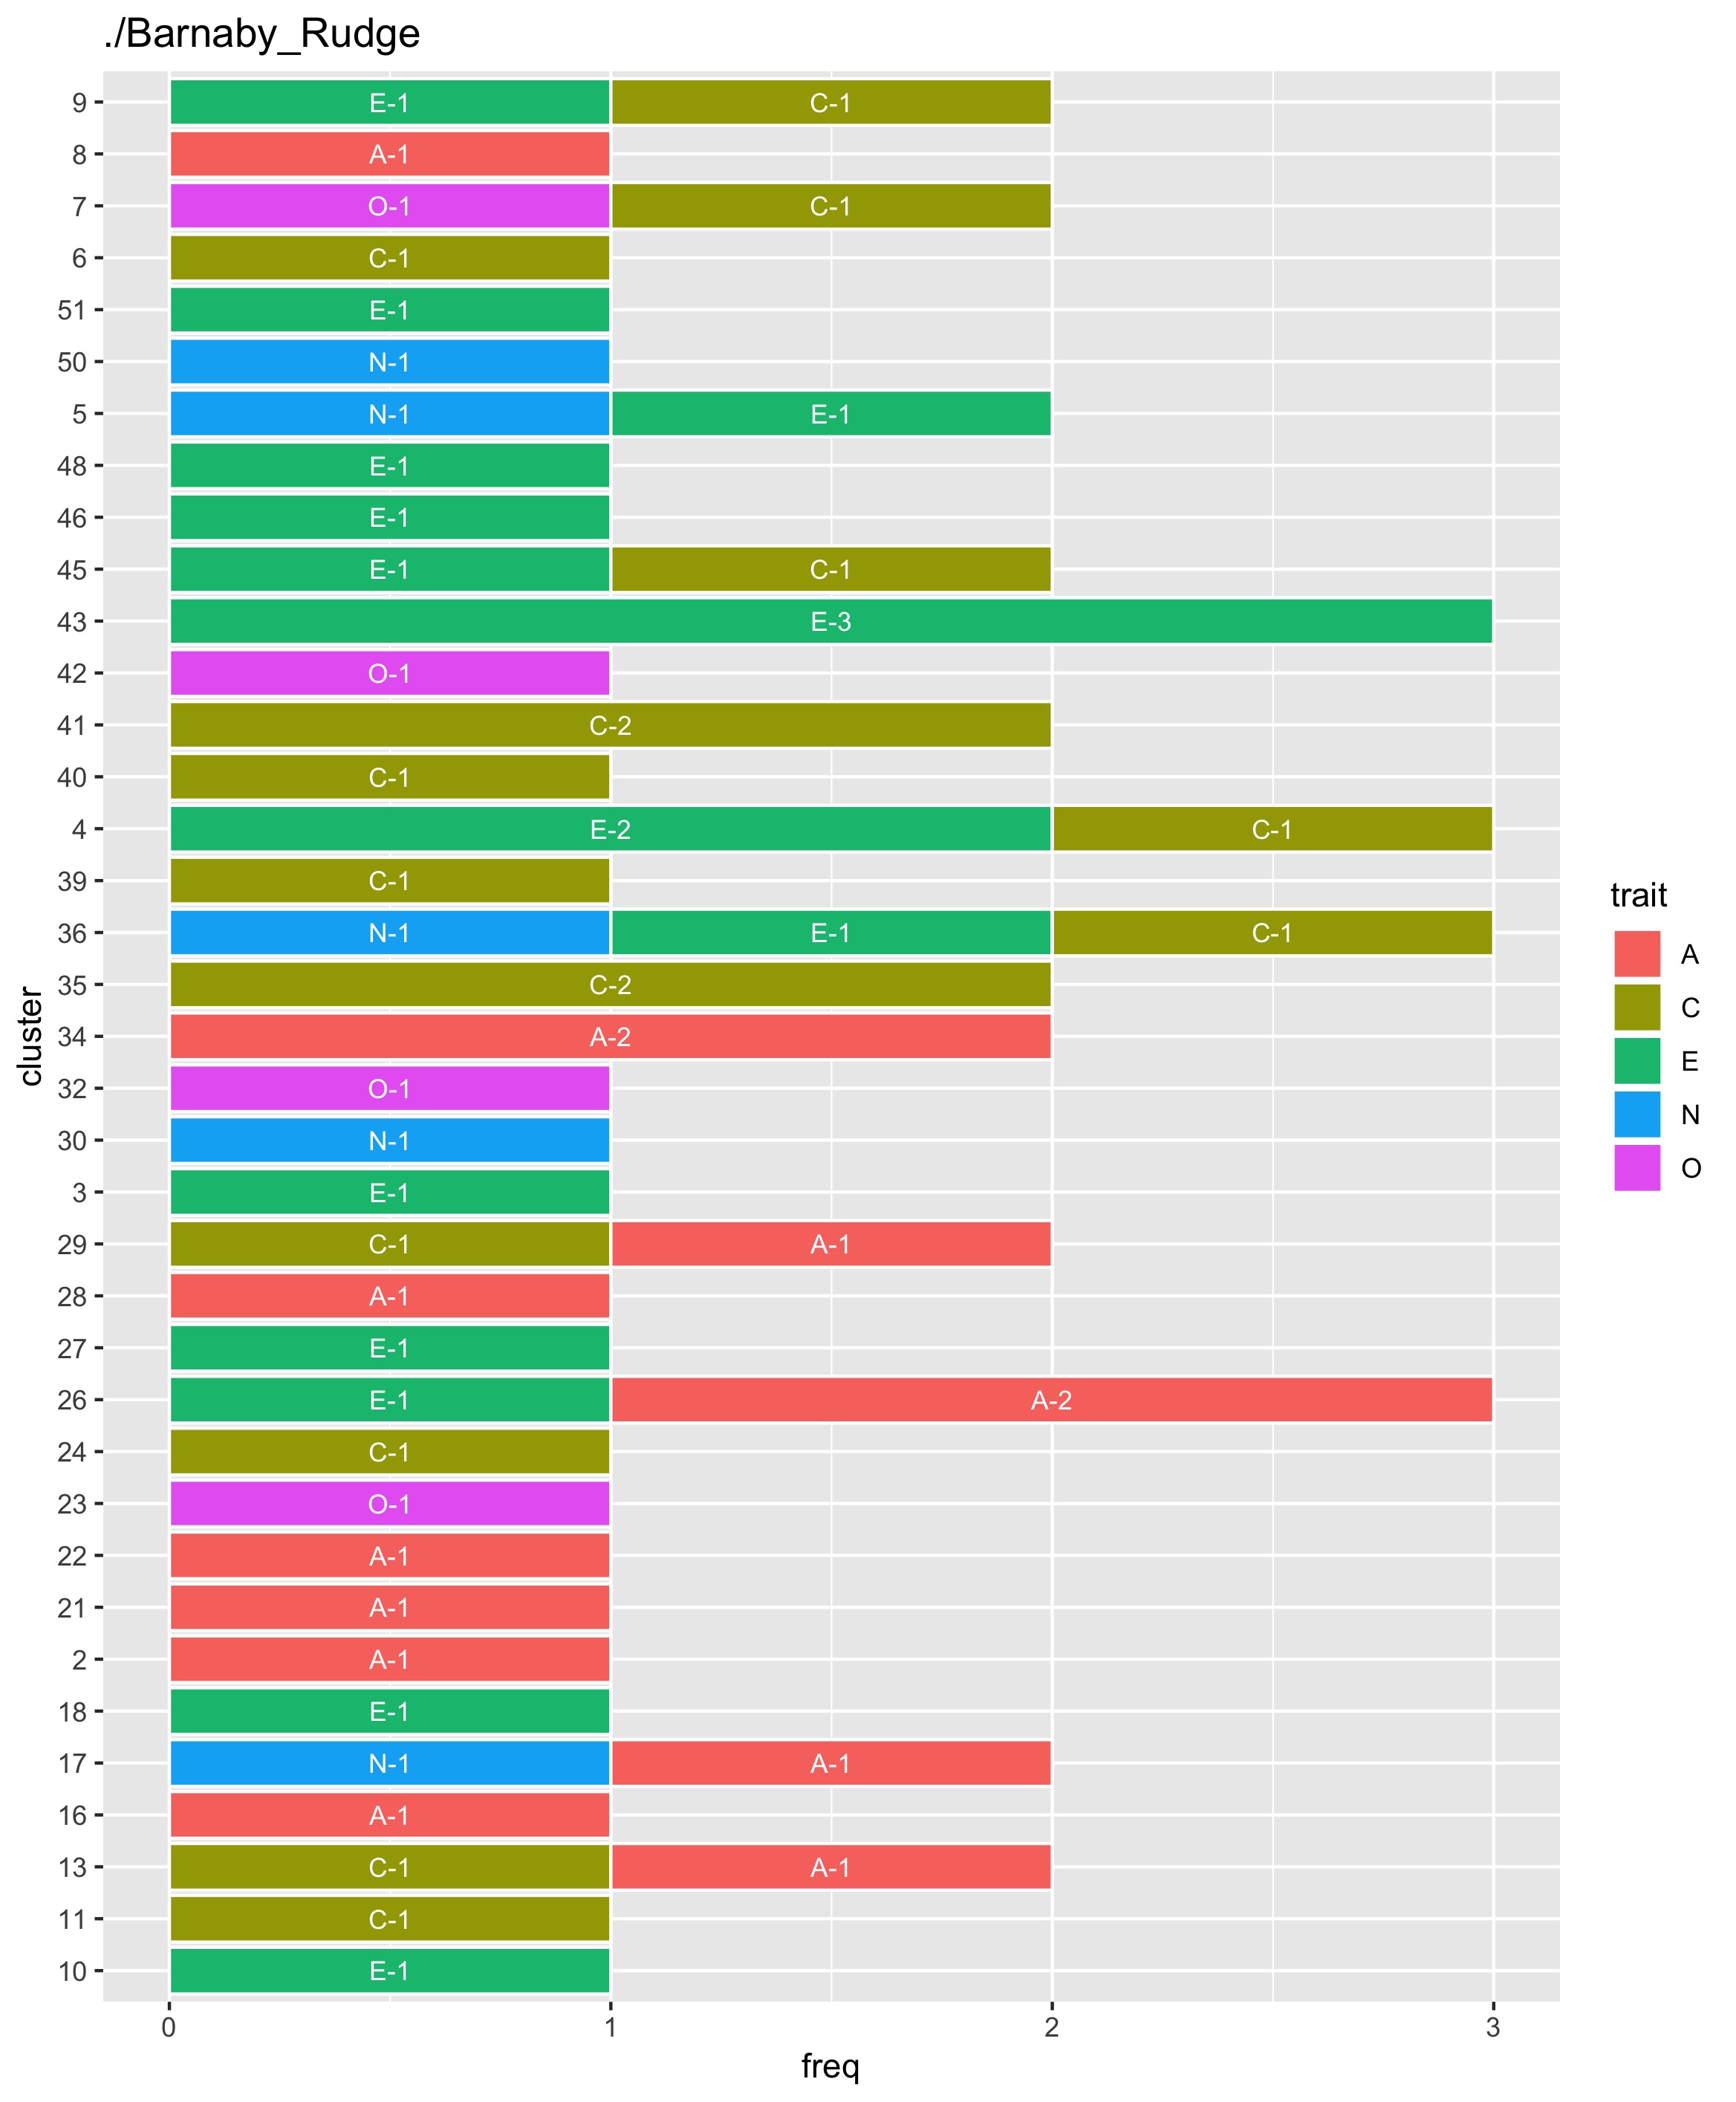 ./Barnaby_Rudge
9 E-1 C-1
8 A-1
7 O-1 C-1
6 C-1
51 E-1
50 N-1
5 N-1 E-1
48 E-1
46 E-1
45 E-1 C-1
43 E-3
42 O-1
41 C-2
40 C-1
4 E-2 C-1
39 C-1
36 N-1 E-1 C-1
35 C-2
34 A-2
32 O-1
30 N-1
3 E-1
29 C-1 A-1
28 A-1
27 E-1
26 E-1 A-2
24 C-1
23 O-1
22 A-1
21 A-1
2 A-1
18 E-1
17 N-1 A-1
16 A-1
13 C-1 A-1
11 C-1
10 E-1
0 1 2 3
freq
cluster
trait
A
C
E
N
O